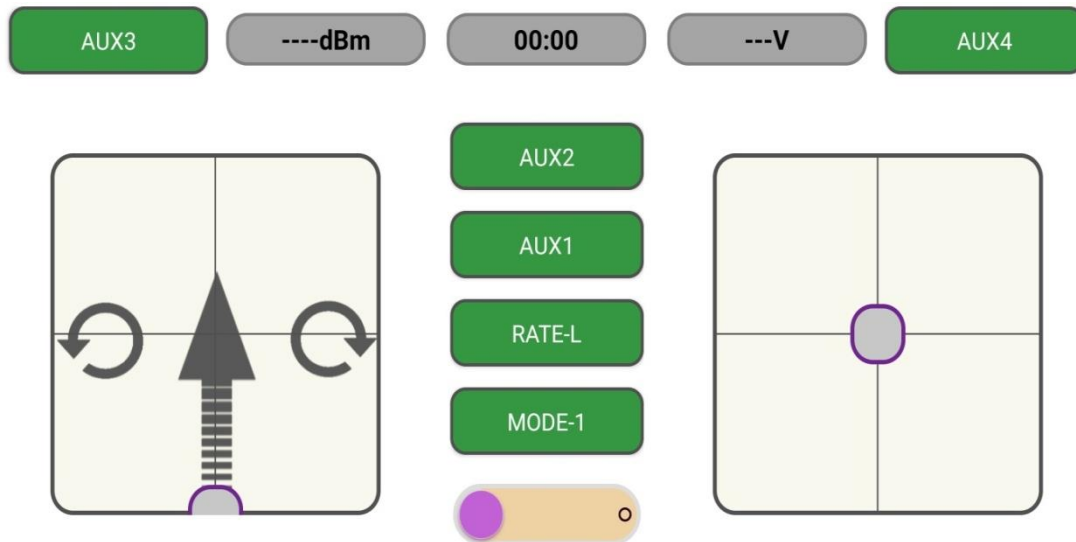 AUX3
----dBm
00:00
---V
AUX4
AUX2
AUX1
RATE-L
MODE-1